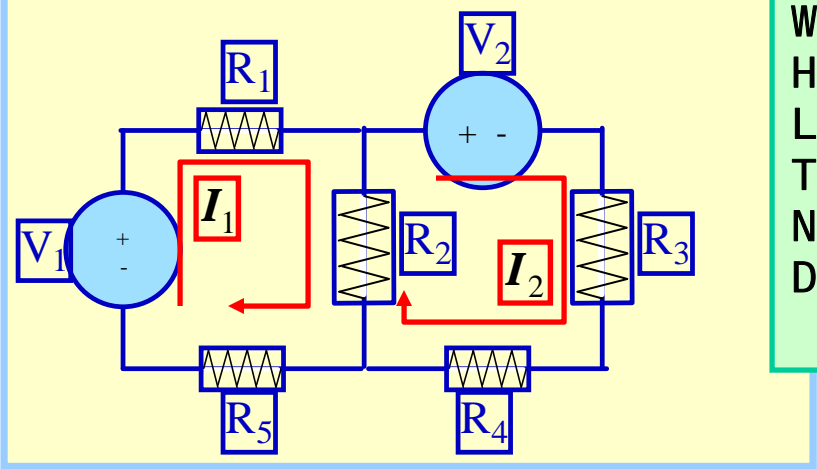 V2
R1
+ -
I1
V1
+
-
R2
R3
I2
R5
R4
W
H
L
T
N
D